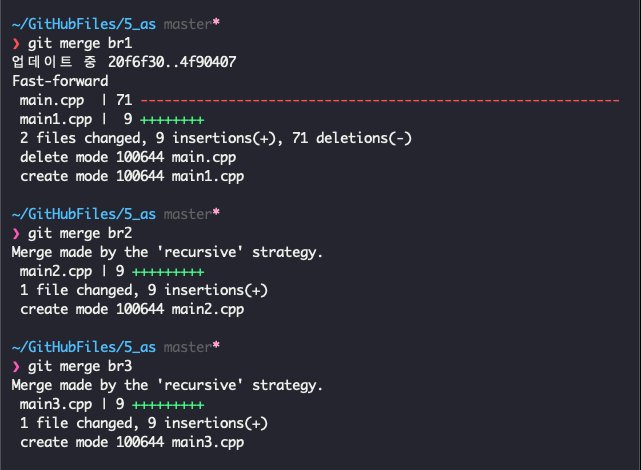 ~/GitHubFiles/5_as master*
❯ git merge br1
업데이트 중 20f6f30..4f90407
Fast-forward
 main.cpp  | 71 ------------------------------------------------------------
 main1.cpp |  9 ++++++++
 2 files changed, 9 insertions(+), 71 deletions(-)
 delete mode 100644 main.cpp
 create mode 100644 main1.cpp
~/GitHubFiles/5_as master*
❯ git merge br2
Merge made by the 'recursive' strategy.
 main2.cpp | 9 +++++++++
 1 file changed, 9 insertions(+)
 create mode 100644 main2.cpp
~/GitHubFiles/5_as master*
❯ git merge br3
Merge made by the 'recursive' strategy.
 main3.cpp | 9 +++++++++
 1 file changed, 9 insertions(+)
 create mode 100644 main3.cpp